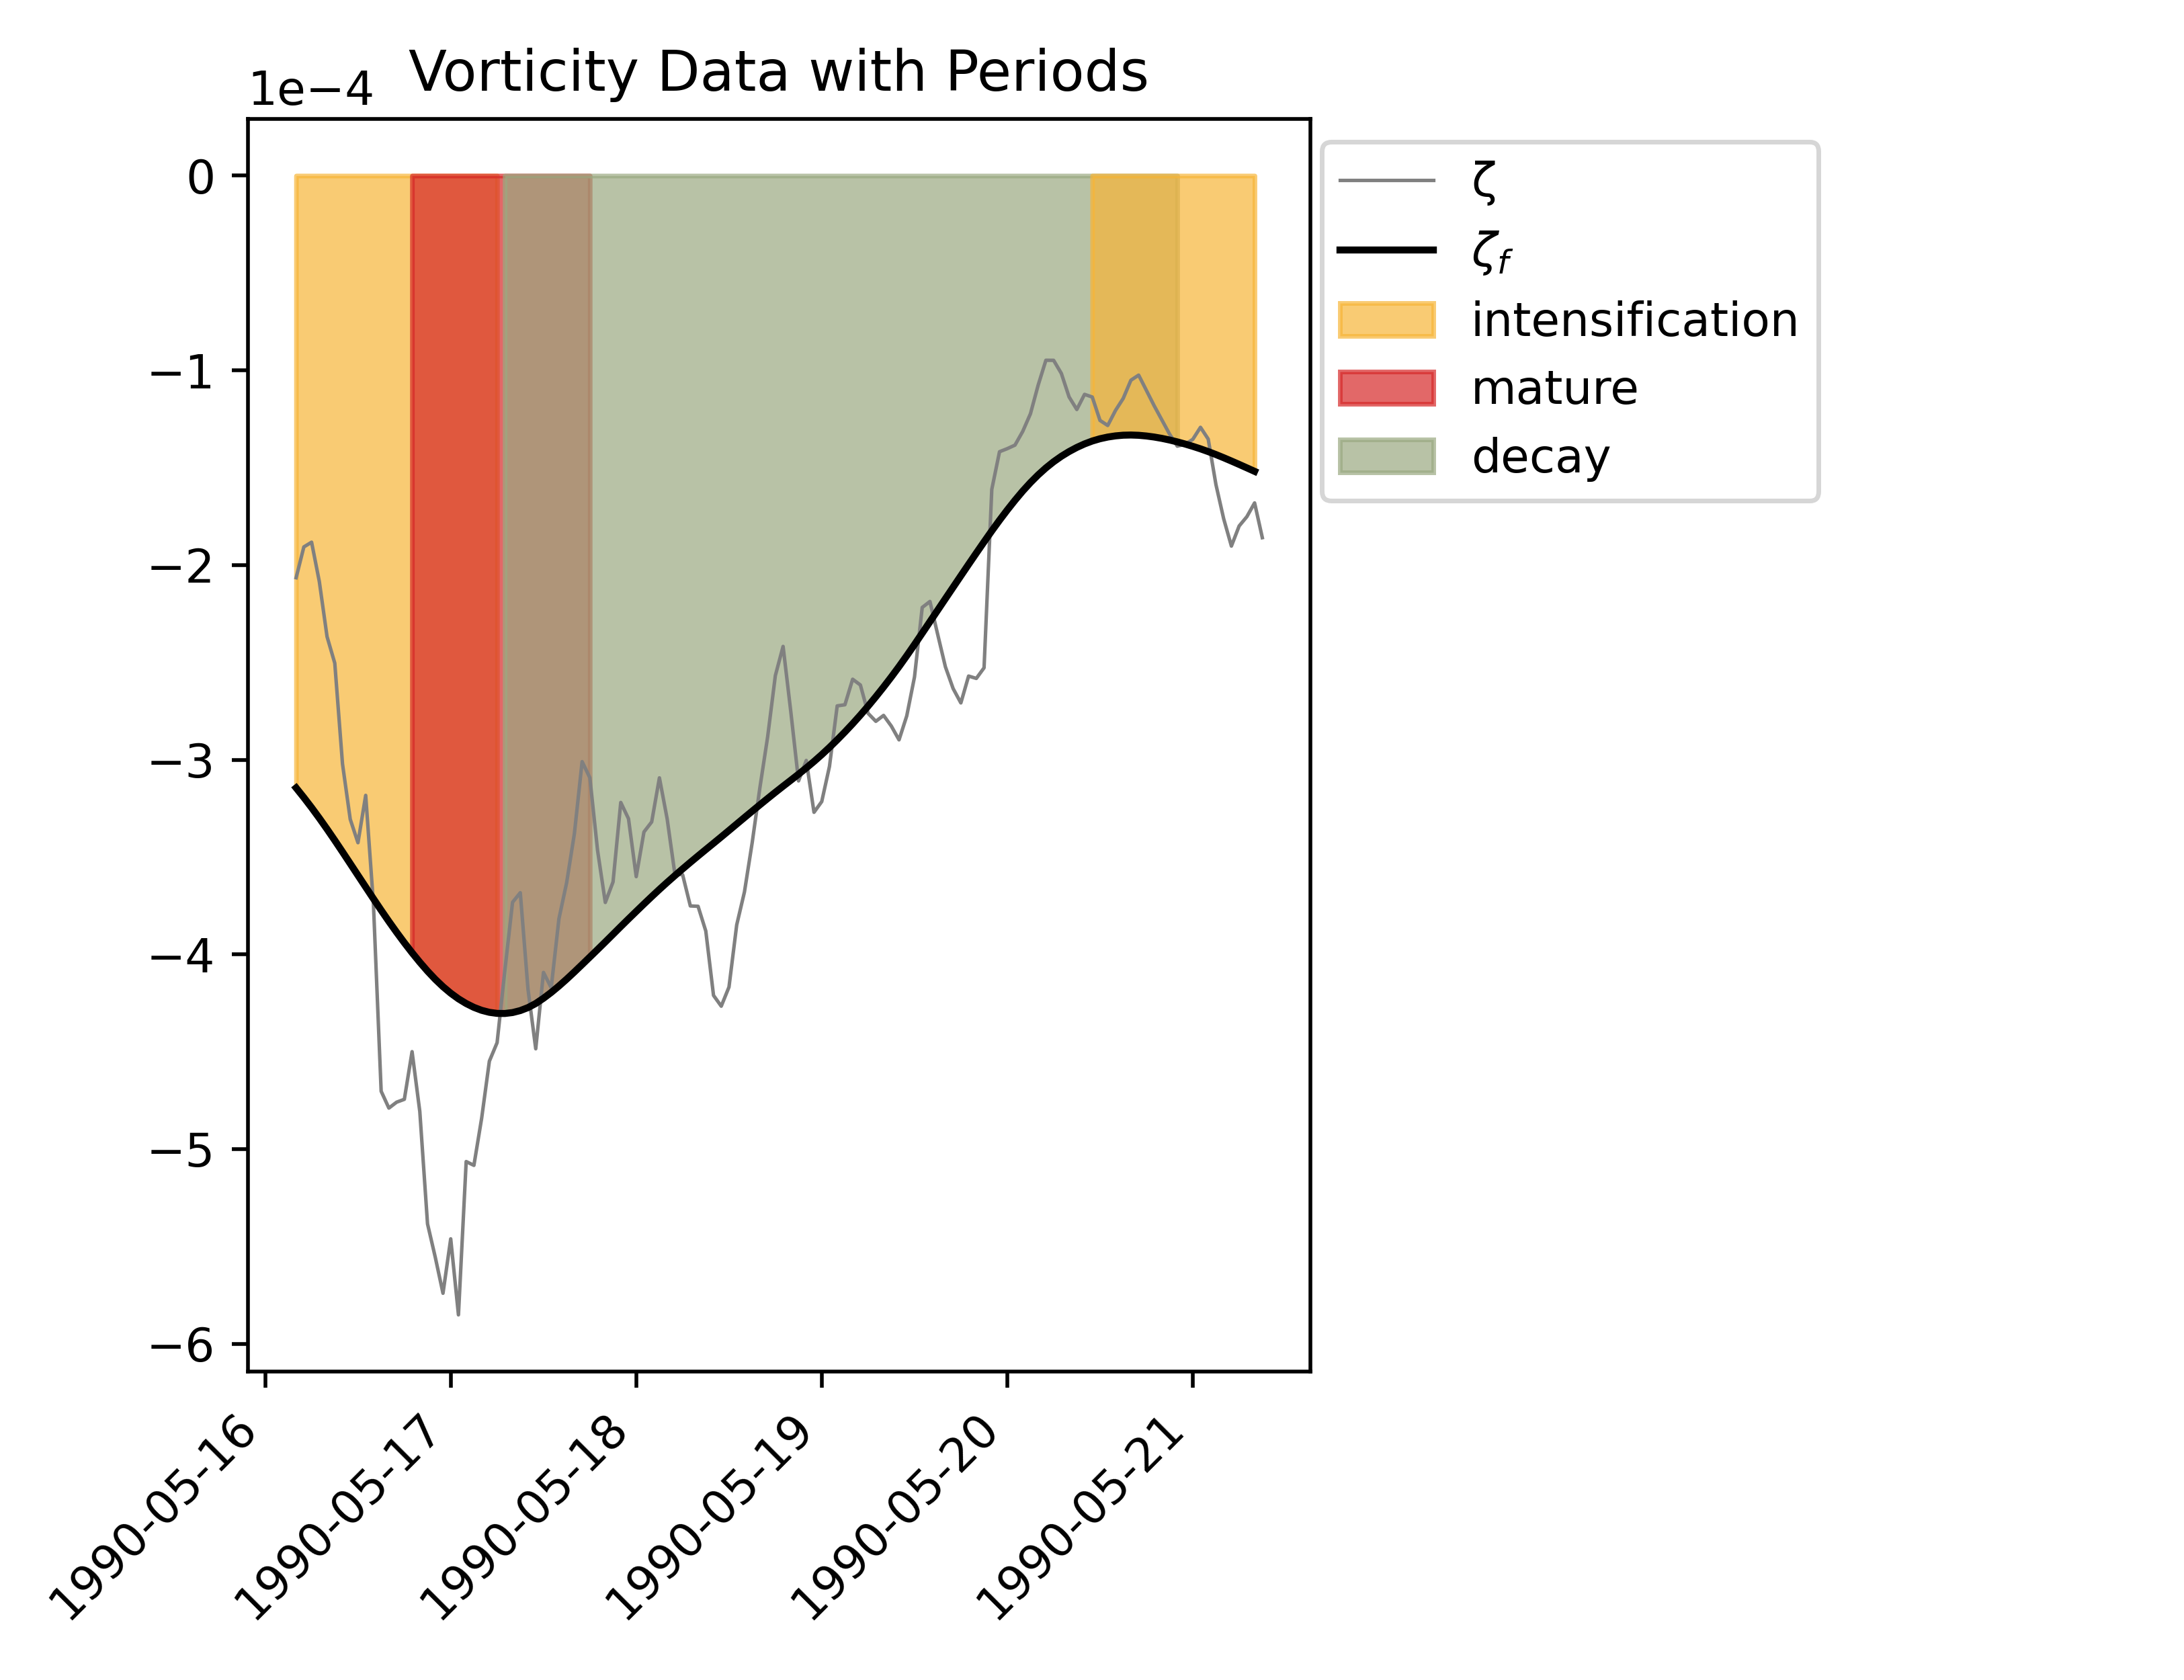 Vorticity Data with Periods
1e−4
0
−1
−2
−3
−4
−5
−6
1990-05-16
1990-05-17
1990-05-18
1990-05-19
1990-05-20
1990-05-21
ζ
ζf
intensification
mature
decay